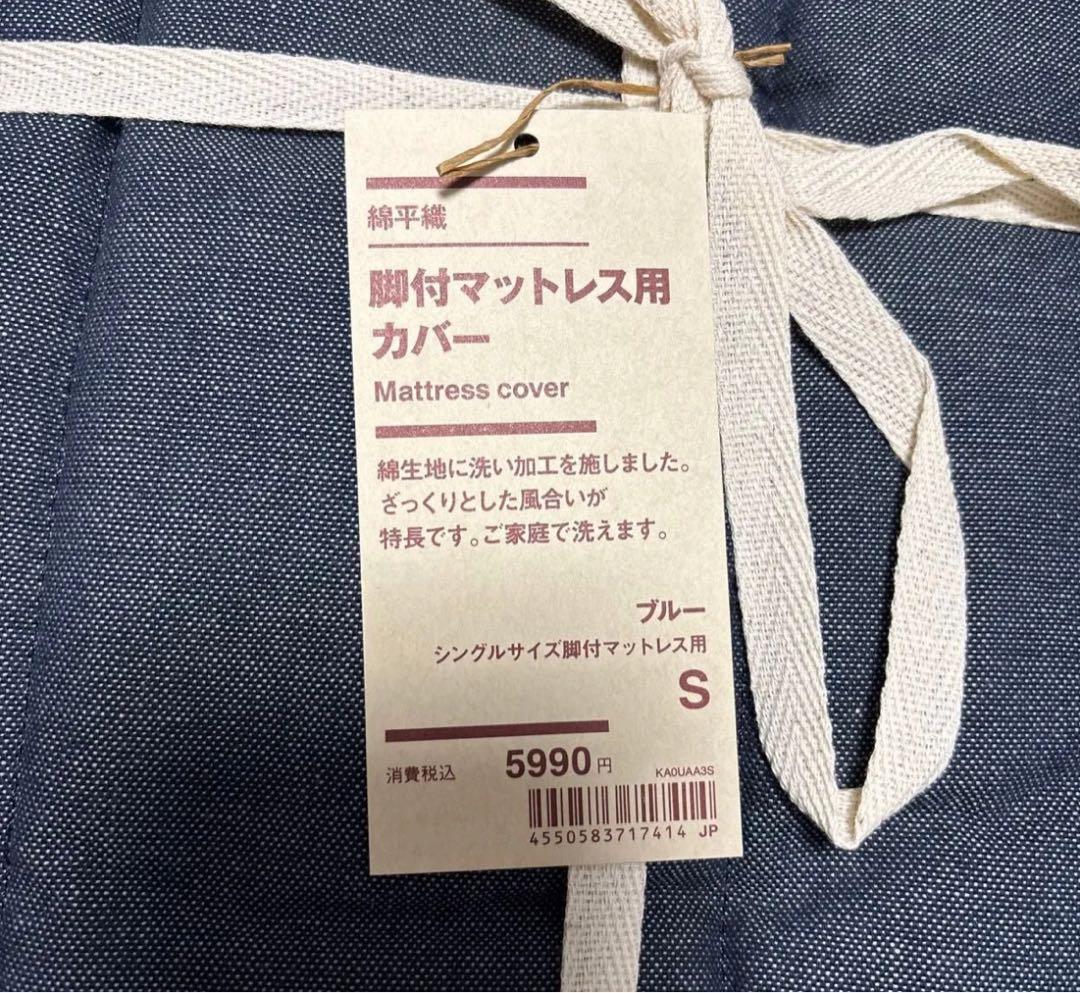 綿平織
脚付マットレス用
カバー
Mattress cover
綿生地に洗い加工を施しました。
ざっくりとした風合いが
特長です。ご家庭で洗えます。
ブルー
シングルサイズ脚付マットレス用
S
消費税込 5990円
KA0UAA3S
4550583717414 JP